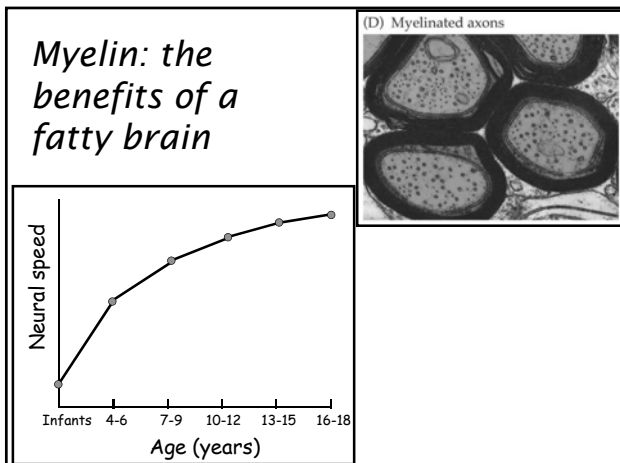 Myelin: the
benefits of a
fatty brain
(D) Myelinated axons
Neural speed
Infants 4-6 7-9 10-12 13-15 16-18
Age (years)